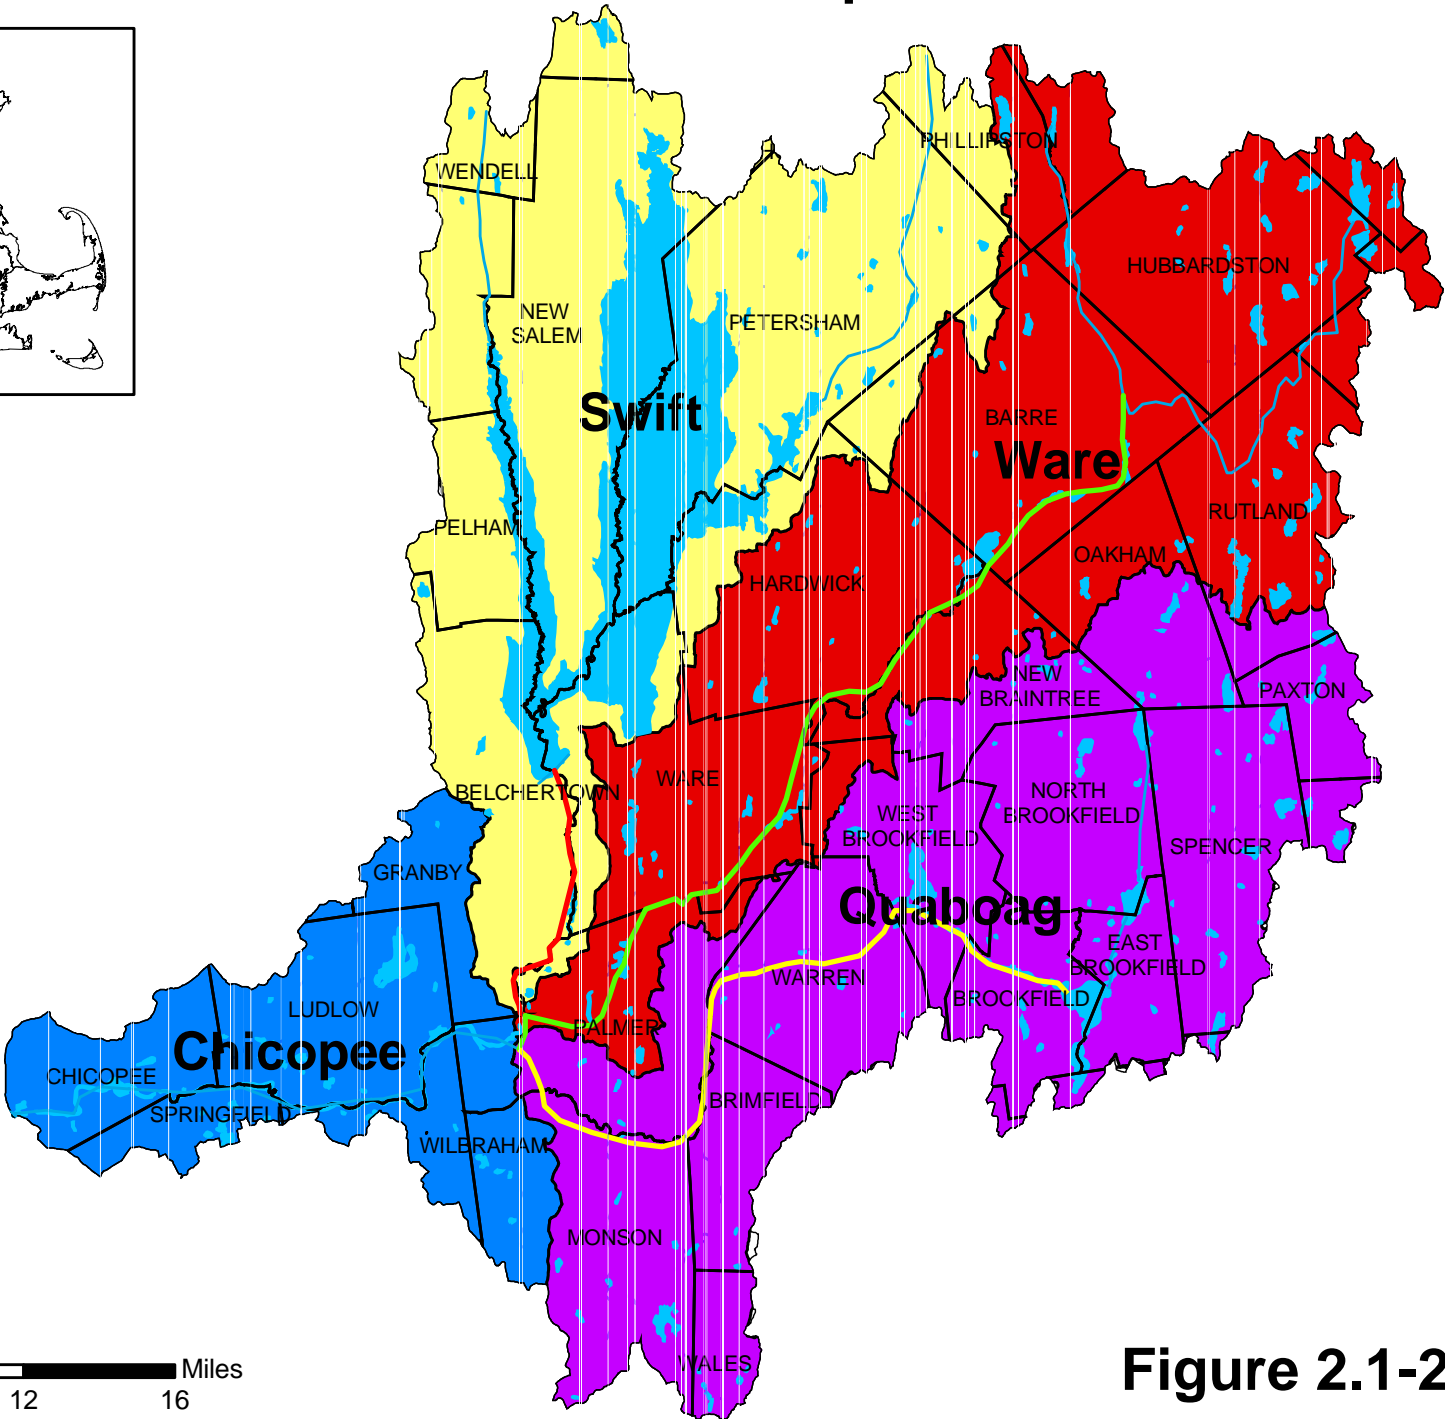 WENDELL
PHILLIPSTON
HUBBARDSTON
NEW
SALEM
PETERSHAM
Swift
BARRE
Ware
PELHAM
RUTLAND
OAKHAM
HARDWICK
NEW
BRAINTREE
PAXTON
BELCHERTOWN
WARE
NORTH
BROOKFIELD
WEST
BROOKFIELD
SPENCER
GRANBY
Quaboag
EAST
BROOKFIELD
WARREN
BROOKFIELD
LUDLOW
PALMER
Chicopee
CHICOPEE
SPRINGFIELD
BRIMFIELD
WILBRAHAM
MONSON
WALES
Miles
12 16
Figure 2.1-2